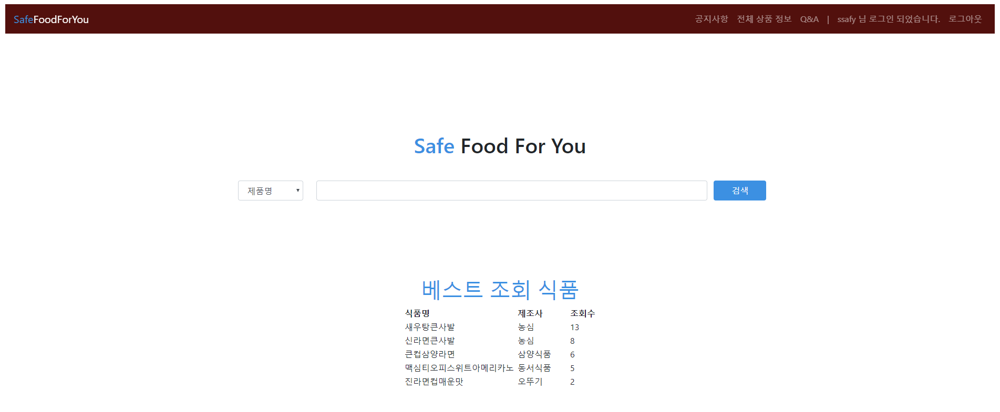 SafeFoodForYou 공지사항 전체 상품 정보 Q&A | ssafy 님 로그인 되었습니다. 로그아웃
Safe Food For You
제품명 검색
베스트 조회 식품
식품명 제조사 조회수
새우탕큰사발 농심 13
신라면큰사발 농심 8
큰컵삼양라면 삼양식품 6
맥심티오피스위트아메리카노 동서식품 5
진라면컵매운맛 오뚜기 2